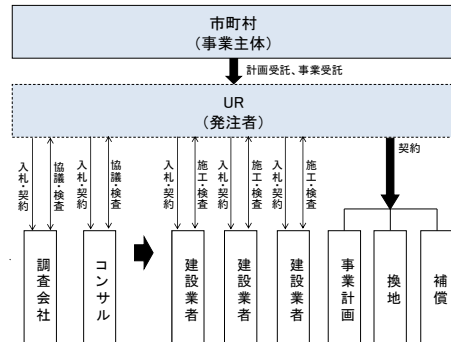 市町村
（事業主体）
計画受託、事業受託
UR
（発注者）
入札・契約
協議・検査
入札・契約
協議・検査
入札・契約
施工・検査
入札・契約
施工・検査
入札・契約
施工・検査
契約
調査会社
コンサル
建設業者
建設業者
建設業者
事業計画
換地
補償